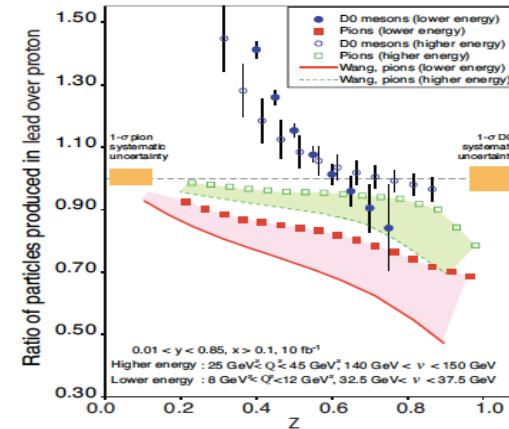 1.50
1.30
1.10
0.90
0.70
0.50
0.30
Ratio of particles produced in lead over proton
D0 mesons (lower energy)
Pions (lower energy)
D0 mesons (higher energy)
Pions (higher energy)
Wang, pions (lower energy)
Wang, pions (higher energy)
1-σ pion
systematic
uncertainty
1-σ D0
systematic
uncertainty
0.01 < y < 0.85, x > 0.1, 10 fb⁻¹
Higher energy : 25 GeV² < Q² < 45 GeV², 140 GeV < ν < 150 GeV
Lower energy : 8 GeV² < Q² < 12 GeV², 32.5 GeV < ν < 37.5 GeV
0.0 0.2 0.4 0.6 0.8 1.0
Z